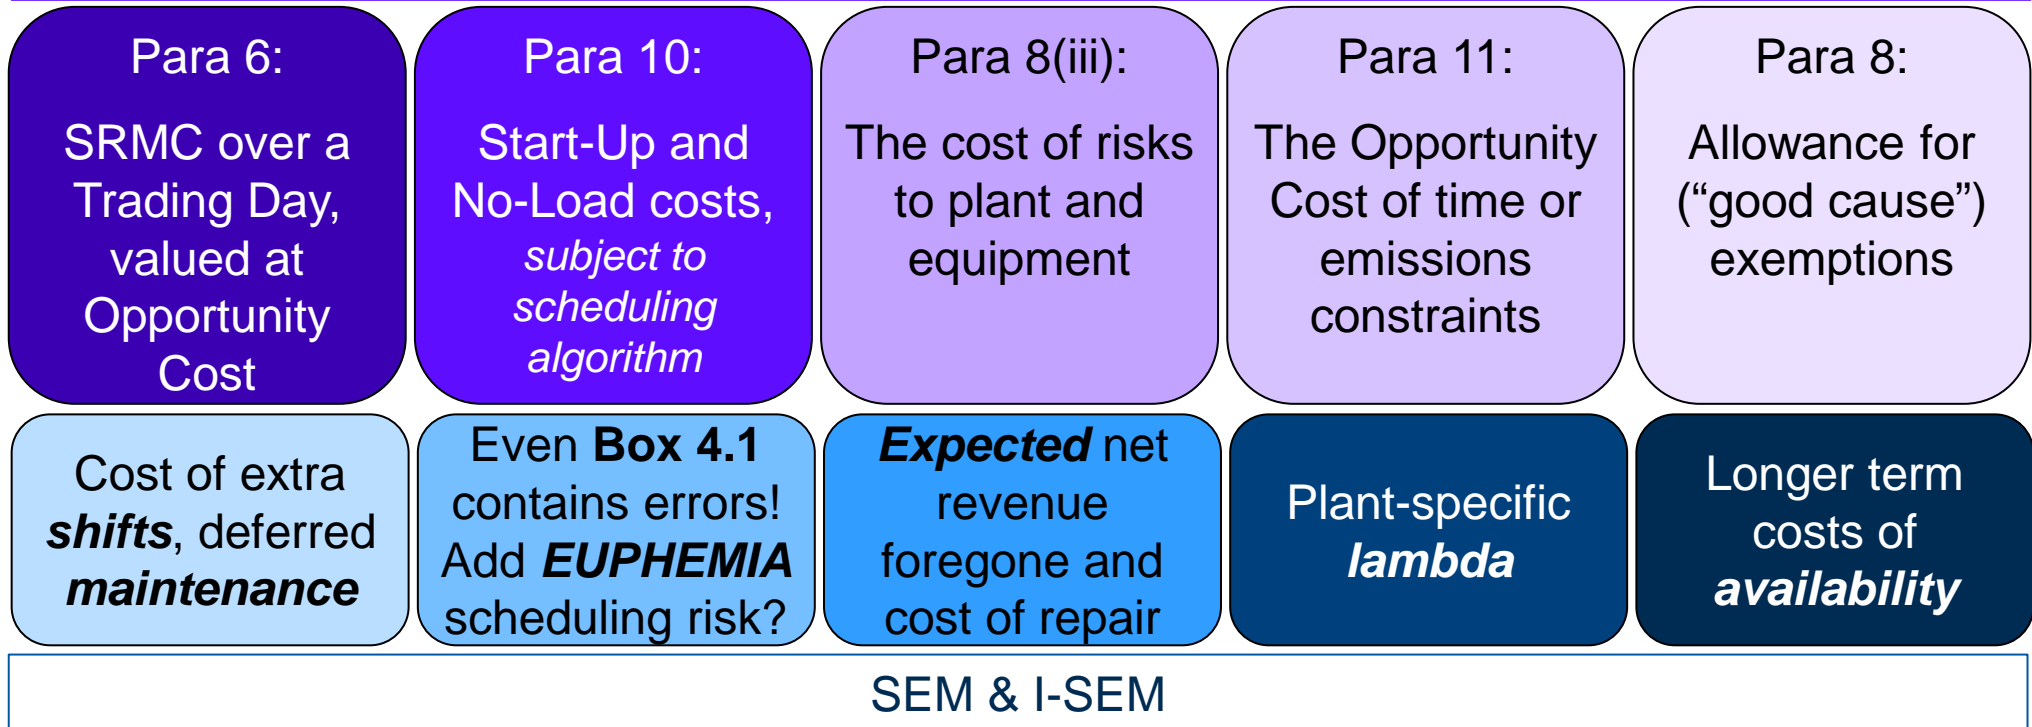 Para 6:
SRMC over a
Trading Day,
valued at
Opportunity
Cost
Para 10:
Start-Up and
No-Load costs,
subject to
scheduling
algorithm
Para 8(iii):
The cost of risks
to plant and
equipment
Para 11:
The Opportunity
Cost of time or
emissions
constraints
Para 8:
Allowance for
(“good cause”)
exemptions
Cost of extra
shifts, deferred
maintenance
Even Box 4.1
contains errors!
Add EUPHEMIA
scheduling risk?
Expected net
revenue
foregone and
cost of repair
Plant-specific
lambda
Longer term
costs of
availability
SEM & I-SEM